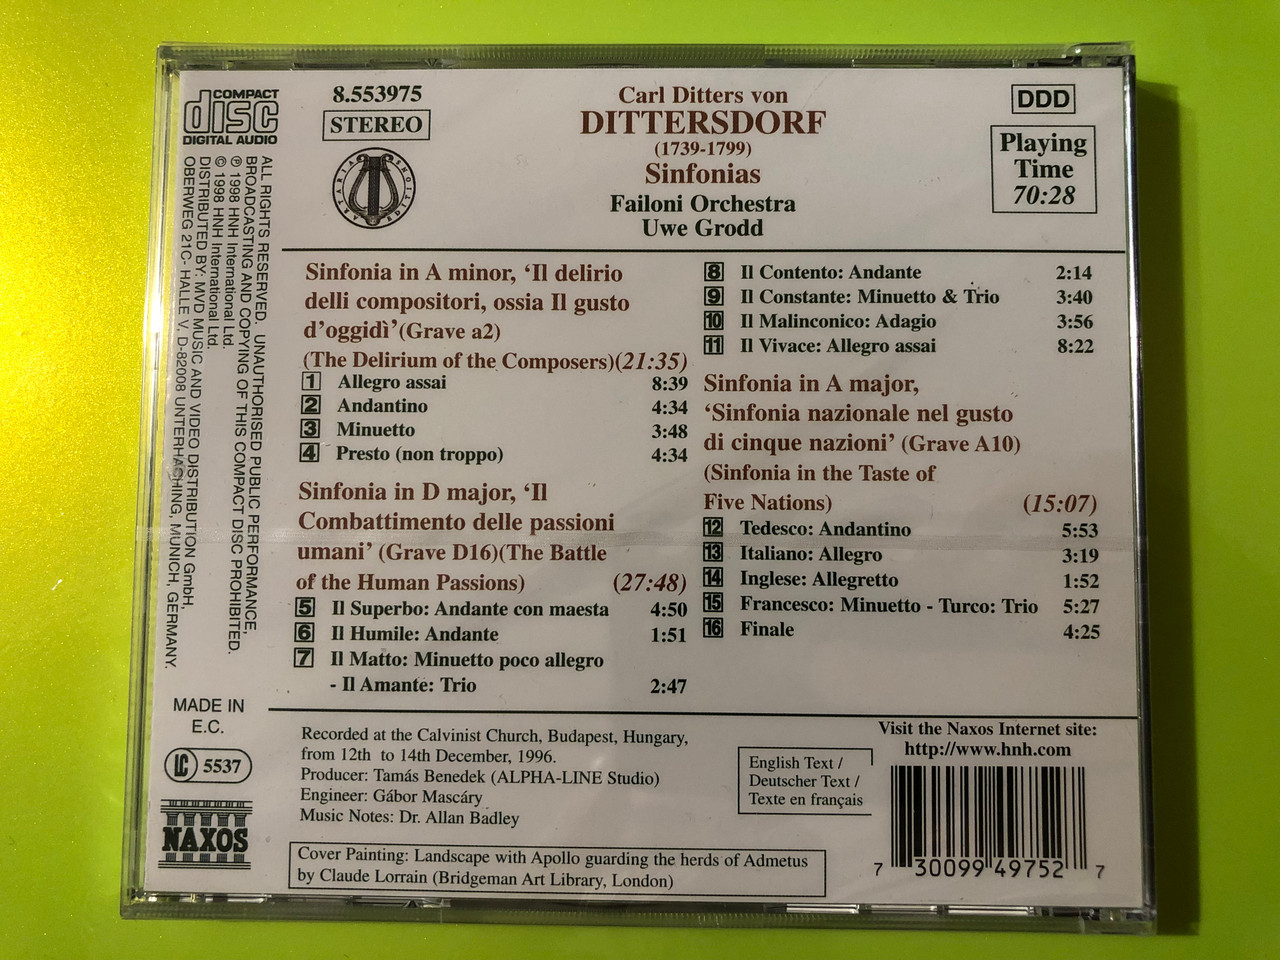 COMPACT
disc
DIGITAL AUDIO
8.553975
STEREO
ARTARIA EDITIONS
Carl Ditters von
DITTERSDORF
(1739-1799)
Sinfonias
Failoni Orchestra
Uwe Grodd
DDD
Playing
Time
70:28
ALL RIGHTS RESERVED. UNAUTHORISED PUBLIC PERFORMANCE,
BROADCASTING AND COPYING OF THIS COMPACT DISC PROHIBITED.
℗ 1998 HNH International Ltd.
© 1998 HNH International Ltd.
DISTRIBUTED BY: MVD MUSIC AND VIDEO DISTRIBUTION GmbH,
OBERWEG 21C- HALLE V. D-82008 UNTERHACHING, MUNICH, GERMANY.
MADE IN
E.C.
LC 5537
NAXOS
Sinfonia in A minor, ‘Il delirio
delli compositori, ossia Il gusto
d’oggidì’(Grave a2)
(The Delirium of the Composers)(21:35)
1 Allegro assai 8:39
2 Andantino 4:34
3 Minuetto 3:48
4 Presto (non troppo) 4:34
Sinfonia in D major, ‘Il
Combattimento delle passioni
umani’ (Grave D16)(The Battle
of the Human Passions) (27:48)
5 Il Superbo: Andante con maesta 4:50
6 Il Humile: Andante 1:51
7 Il Matto: Minuetto poco allegro
- Il Amante: Trio 2:47
8 Il Contento: Andante 2:14
9 Il Constante: Minuetto & Trio 3:40
10 Il Malinconico: Adagio 3:56
11 Il Vivace: Allegro assai 8:22
Sinfonia in A major,
‘Sinfonia nazionale nel gusto
di cinque nazioni’ (Grave A10)
(Sinfonia in the Taste of
Five Nations) (15:07)
12 Tedesco: Andantino 5:53
13 Italiano: Allegro 3:19
14 Inglese: Allegretto 1:52
15 Francesco: Minuetto - Turco: Trio 5:27
16 Finale 4:25
Recorded at the Calvinist Church, Budapest, Hungary,
from 12th to 14th December, 1996.
Producer: Tamás Benedek (ALPHA-LINE Studio)
Engineer: Gábor Mascáry
Music Notes: Dr. Allan Badley
Cover Painting: Landscape with Apollo guarding the herds of Admetus
by Claude Lorrain (Bridgeman Art Library, London)
English Text /
Deutscher Text /
Texte en français
Visit the Naxos Internet site:
http://www.hnh.com
7 30099 49752 7